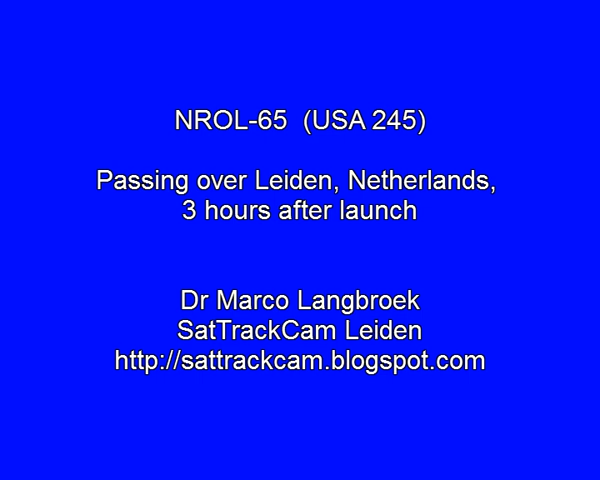 NROL-65 (USA 245)
Passing over Leiden, Netherlands,
3 hours after launch
Dr Marco Langbroek
SatTrackCam Leiden
http://sattrackcam.blogspot.com